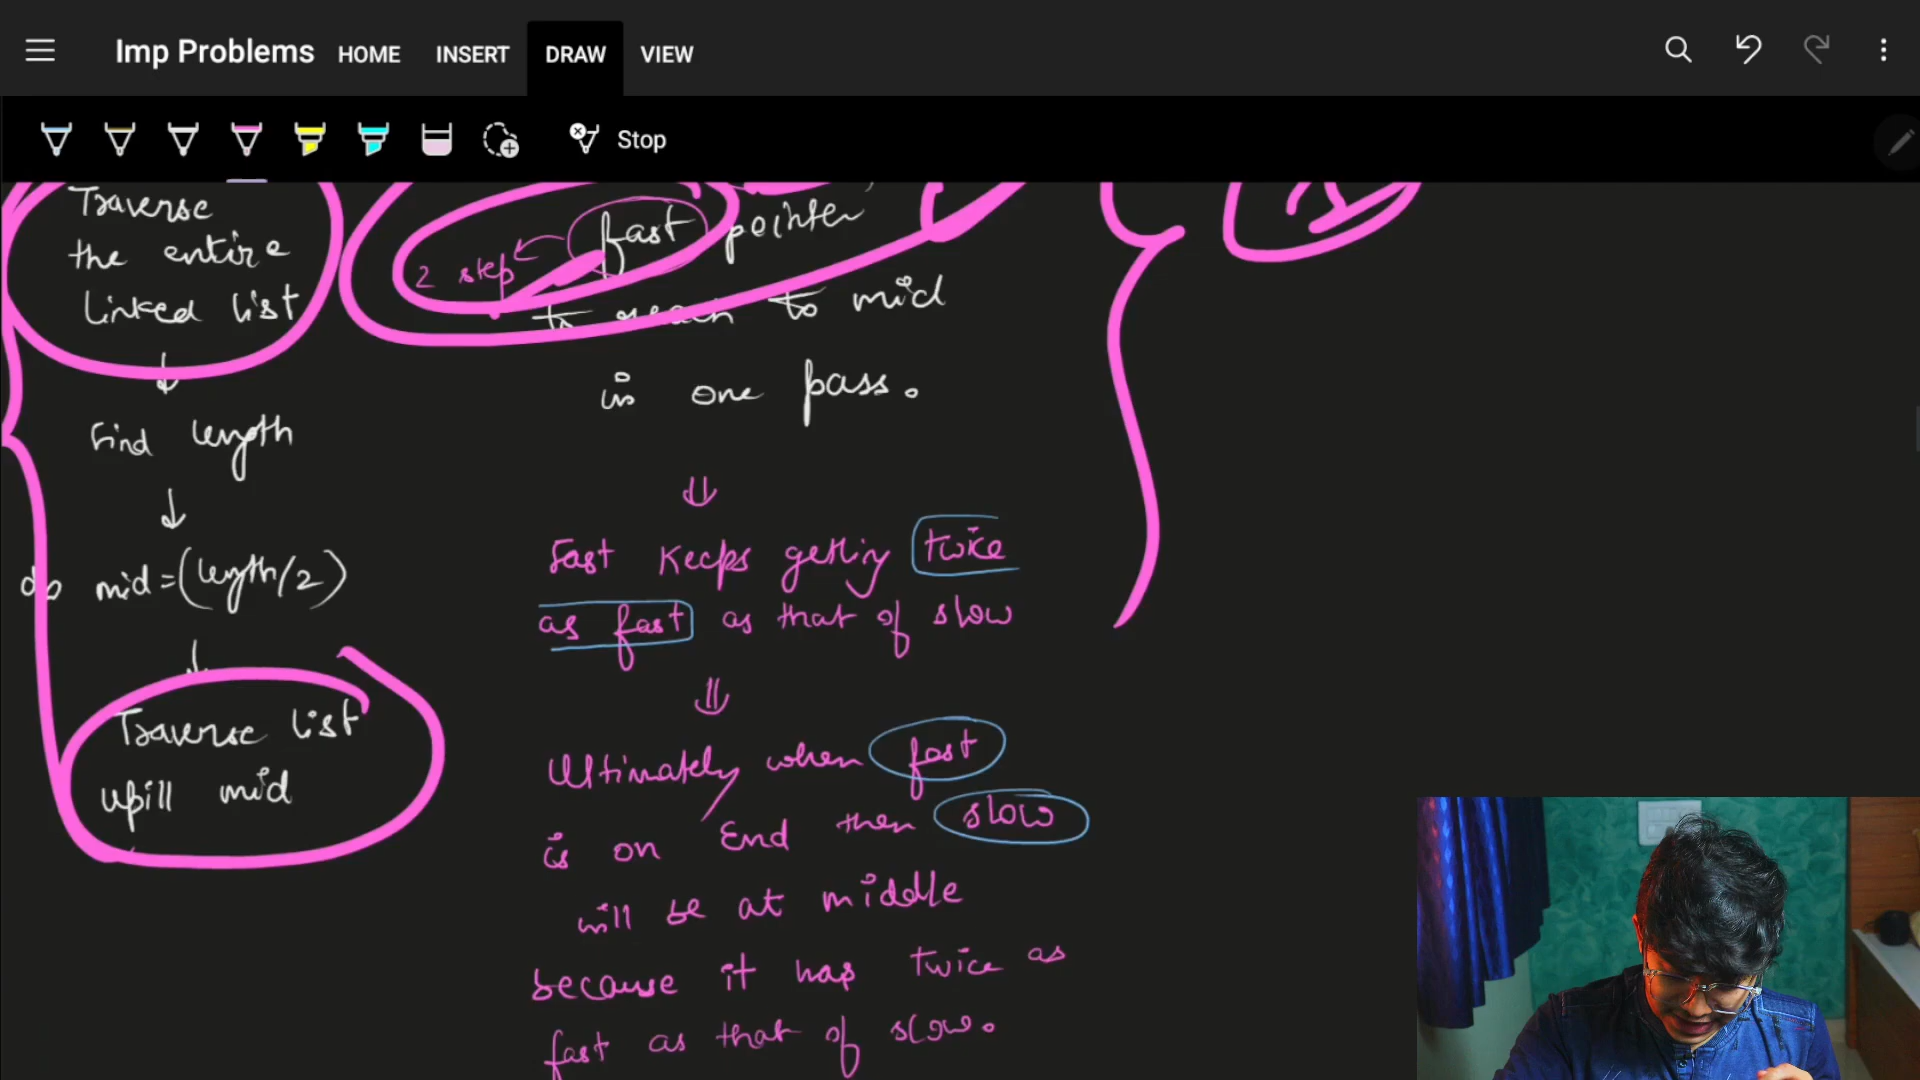 Imp Problems HOME INSERT DRAW VIEW
Stop
Traverse
the entire
linked list
↓
Find length
↓
do mid = (length/2)
↓
Traverse list
uptill mid
fast pointer
2 step
to reach to mid
in one pass.
⇓
Fast keeps getting twice
as fast as that of slow
⇓
Ultimately when fast
is on End then slow
will be at middle
because it has twice as
fast as that of slow.